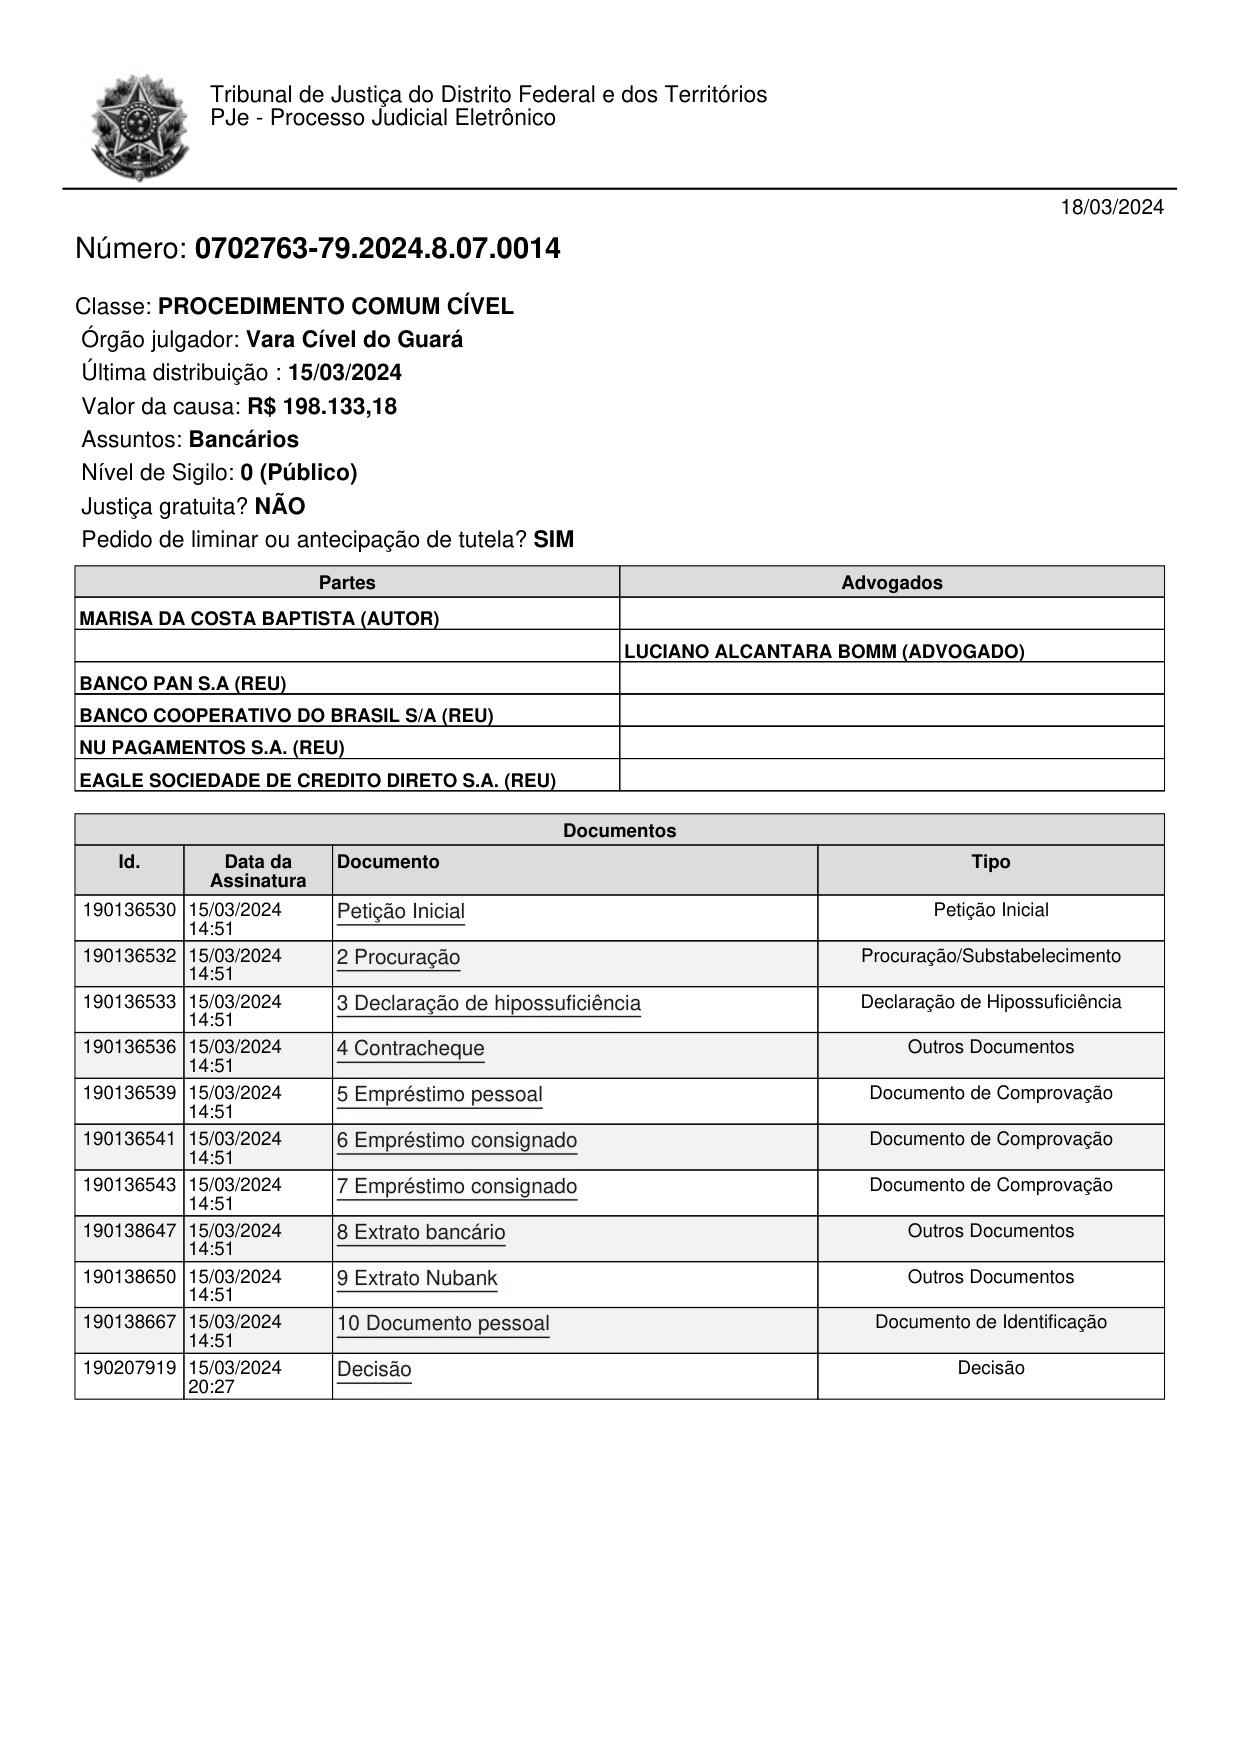 Tribunal de Justiça do Distrito Federal e dos Territórios
PJe - Processo Judicial Eletrônico
18/03/2024
Número: 0702763-79.2024.8.07.0014
Classe: PROCEDIMENTO COMUM CÍVEL
Órgão julgador: Vara Cível do Guará
Última distribuição : 15/03/2024
Valor da causa: R$ 198.133,18
Assuntos: Bancários
Nível de Sigilo: 0 (Público)
Justiça gratuita? NÃO
Pedido de liminar ou antecipação de tutela? SIM
Partes Advogados
MARISA DA COSTA BAPTISTA (AUTOR)
LUCIANO ALCANTARA BOMM (ADVOGADO)
BANCO PAN S.A (REU)
BANCO COOPERATIVO DO BRASIL S/A (REU)
NU PAGAMENTOS S.A. (REU)
EAGLE SOCIEDADE DE CREDITO DIRETO S.A. (REU)
Documentos
Id. Data da Documento Tipo
Assinatura
190136530 15/03/2024 Petição Inicial Petição Inicial
14:51
190136532 15/03/2024 2 Procuração Procuração/Substabelecimento
14:51
190136533 15/03/2024 3 Declaração de hipossuficiência Declaração de Hipossuficiência
14:51
190136536 15/03/2024 4 Contracheque Outros Documentos
14:51
190136539 15/03/2024 5 Empréstimo pessoal Documento de Comprovação
14:51
190136541 15/03/2024 6 Empréstimo consignado Documento de Comprovação
14:51
190136543 15/03/2024 7 Empréstimo consignado Documento de Comprovação
14:51
190138647 15/03/2024 8 Extrato bancário Outros Documentos
14:51
190138650 15/03/2024 9 Extrato Nubank Outros Documentos
14:51
190138667 15/03/2024 10 Documento pessoal Documento de Identificação
14:51
190207919 15/03/2024 Decisão Decisão
20:27